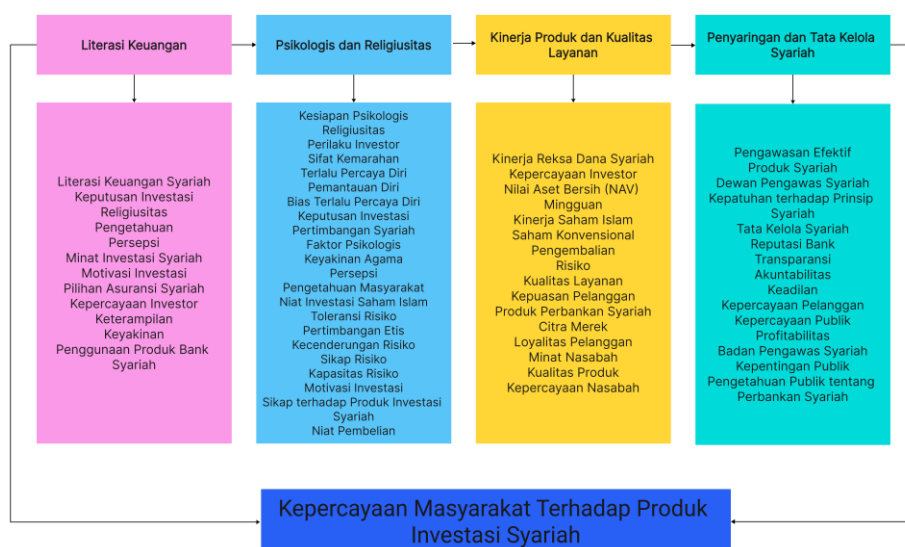 Literasi Keuangan
Psikologis dan Religiusitas
Kinerja Produk dan Kualitas
Layanan
Penyaringan dan Tata Kelola
Syariah
Literasi Keuangan Syariah
Keputusan Investasi
Religiusitas
Pengetahuan
Persepsi
Minat Investasi Syariah
Motivasi Investasi
Pilihan Asuransi Syariah
Kepercayaan Investor
Keterampilan
Keyakinan
Penggunaan Produk Bank
Syariah
Kesiapan Psikologis
Religiusitas
Perilaku Investor
Sifat Kemarahan
Terlalu Percaya Diri
Pemantauan Diri
Bias Terlalu Percaya Diri
Keputusan Investasi
Pertimbangan Syariah
Faktor Psikologis
Keyakinan Agama
Persepsi
Pengetahuan Masyarakat
Niat Investasi Saham Islam
Toleransi Risiko
Pertimbangan Etis
Kecenderungan Risiko
Sikap Risiko
Kapasitas Risiko
Motivasi Investasi
Sikap terhadap Produk Investasi
Syariah
Niat Pembelian
Kinerja Reksa Dana Syariah
Kepercayaan Investor
Nilai Aset Bersih (NAV)
Mingguan
Kinerja Saham Islam
Saham Konvensional
Pengembalian
Risiko
Kualitas Layanan
Kepuasan Pelanggan
Produk Perbankan Syariah
Citra Merek
Loyalitas Pelanggan
Minat Nasabah
Kualitas Produk
Kepercayaan Nasabah
Pengawasan Efektif
Produk Syariah
Dewan Pengawas Syariah
Kepatuhan terhadap Prinsip
Syariah
Tata Kelola Syariah
Reputasi Bank
Transparansi
Akuntabilitas
Keadilan
Kepercayaan Pelanggan
Kepercayaan Publik
Profitabilitas
Badan Pengawas Syariah
Kepentingan Publik
Pengetahuan Publik tentang
Perbankan Syariah
Kepercayaan Masyarakat Terhadap Produk
Investasi Syariah